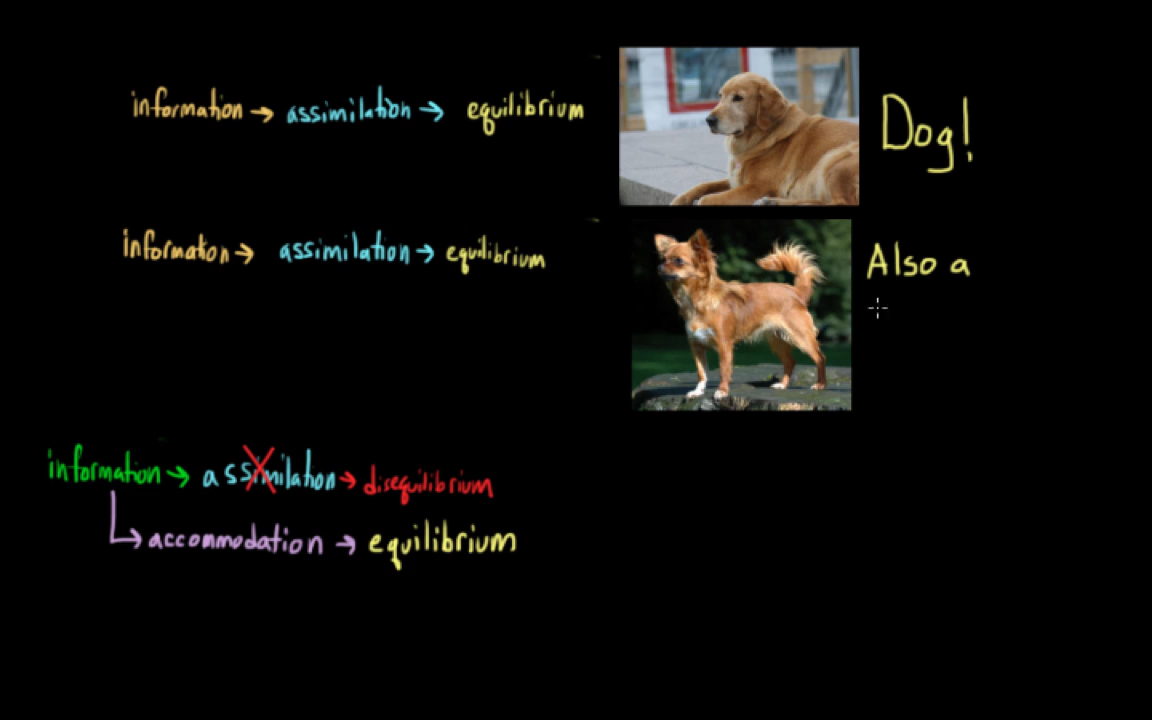 information → assimilation → equilibrium
Dog!
information → assimilation → equilibrium
Also a
information → assimilation → disequilibrium
→ accommodation → equilibrium